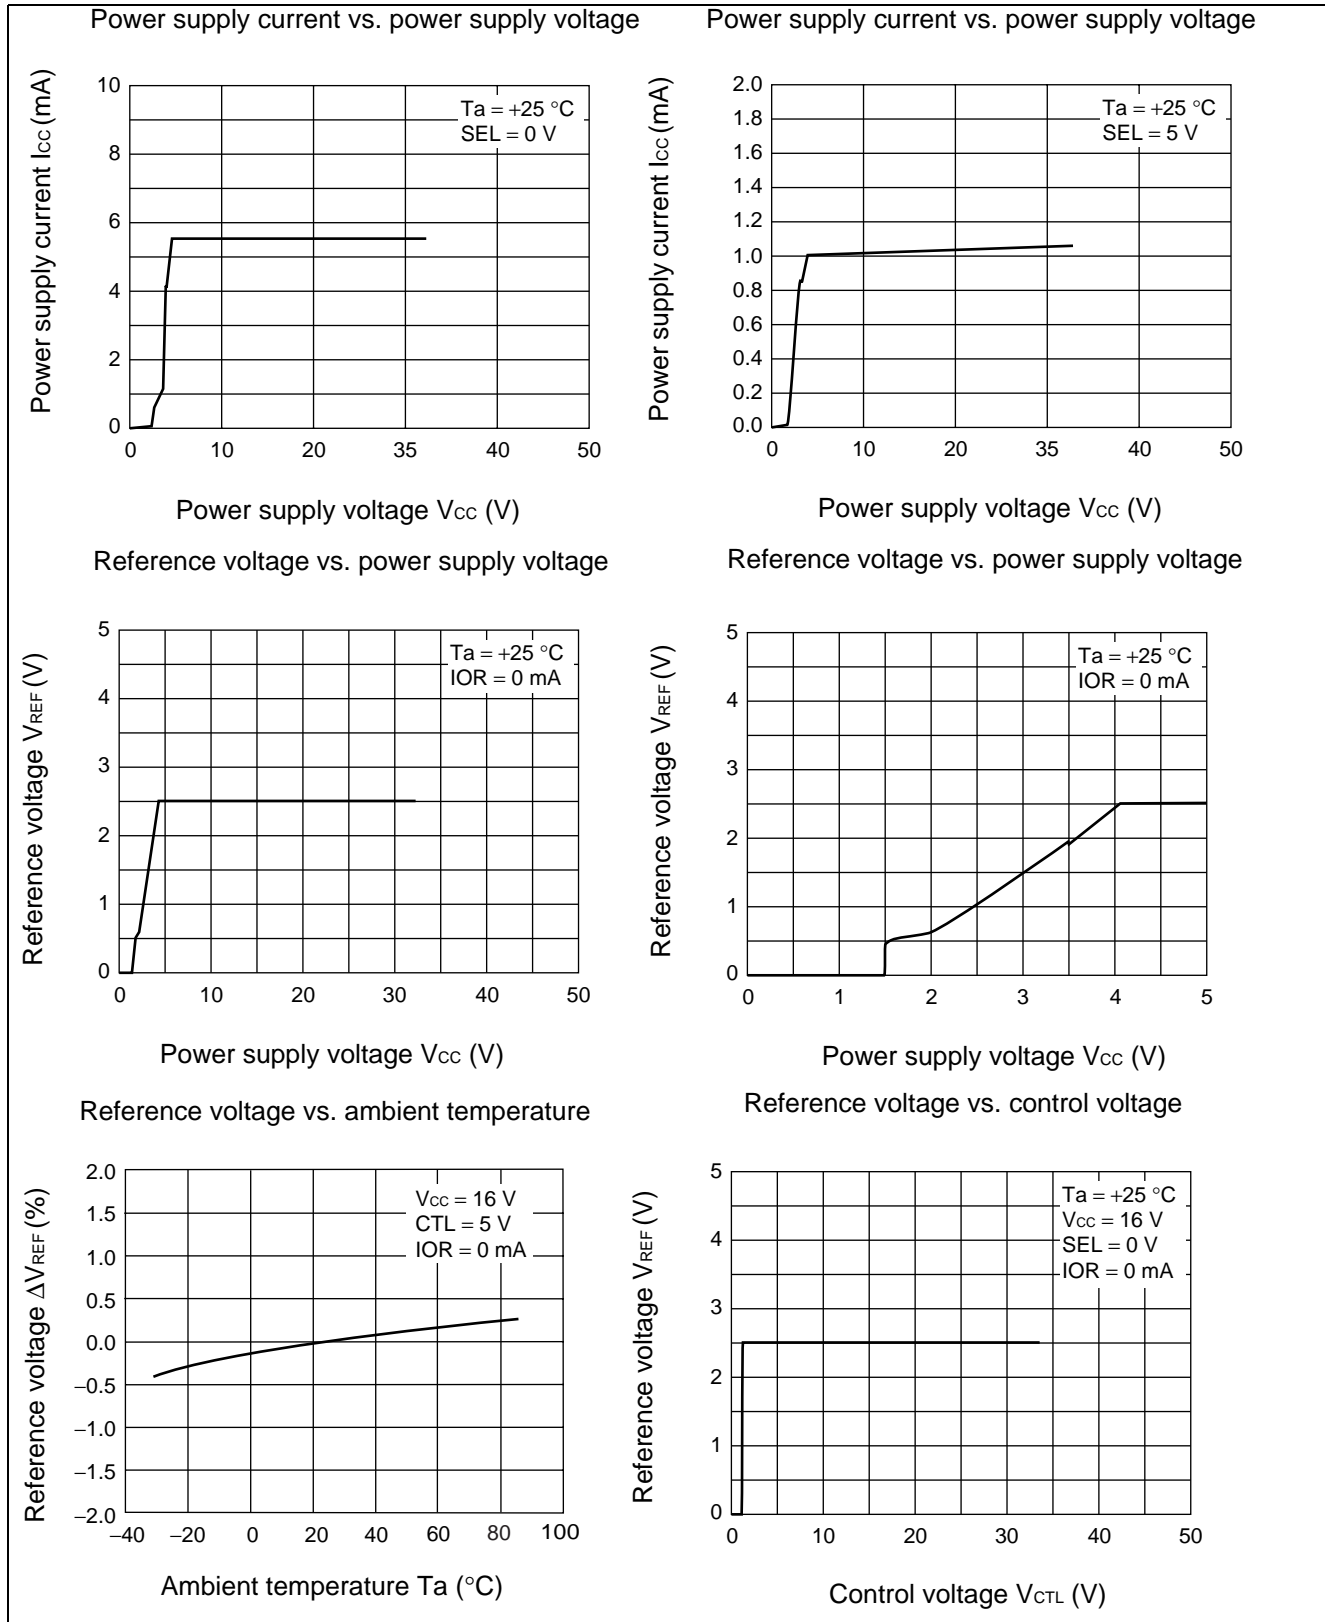 Power supply current vs. power supply voltage
Power supply current Icc (mA)
10
8
6
4
2
0
Ta = +25 °C
SEL = 0 V
0 10 20 35 40 50
Power supply voltage Vcc (V)
Power supply current vs. power supply voltage
Power supply current Icc (mA)
2.0
1.8
1.6
1.4
1.2
1.0
0.8
0.6
0.4
0.2
0.0
Ta = +25 °C
SEL = 5 V
0 10 20 35 40 50
Power supply voltage Vcc (V)
Reference voltage vs. power supply voltage
Reference voltage VREF (V)
5
4
3
2
1
0
Ta = +25 °C
IOR = 0 mA
0 10 20 30 40 50
Power supply voltage Vcc (V)
Reference voltage vs. power supply voltage
Reference voltage VREF (V)
5
4
3
2
1
0
Ta = +25 °C
IOR = 0 mA
0 1 2 3 4 5
Power supply voltage Vcc (V)
Reference voltage vs. ambient temperature
Reference voltage ΔVREF (%)
2.0
1.5
1.0
0.5
0.0
−0.5
−1.0
−1.5
−2.0
Vcc = 16 V
CTL = 5 V
IOR = 0 mA
−40 −20 0 20 40 60 80 100
Ambient temperature Ta (°C)
Reference voltage vs. control voltage
Reference voltage VREF (V)
5
4
3
2
1
0
Ta = +25 °C
Vcc = 16 V
SEL = 0 V
IOR = 0 mA
0 10 20 30 40 50
Control voltage VCTL (V)